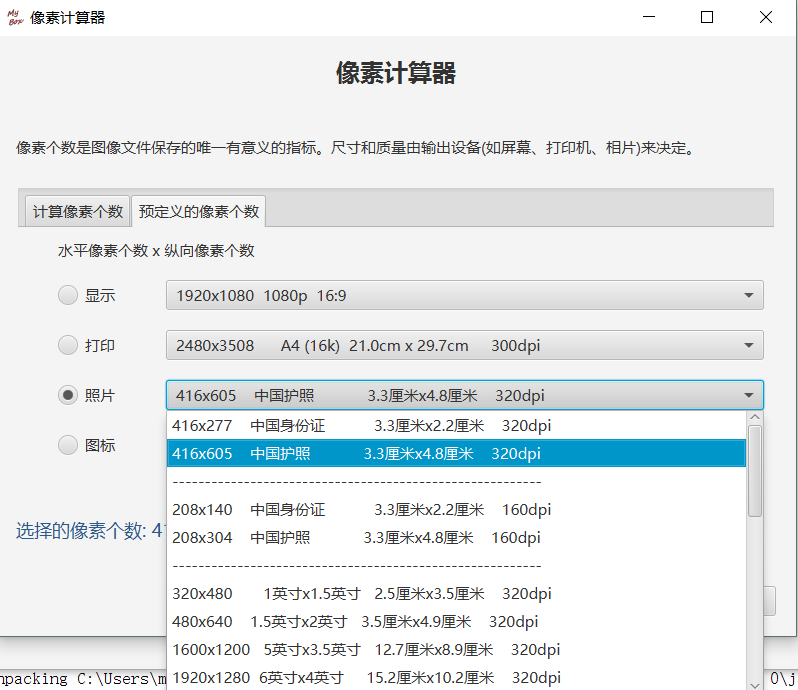 My Box 像素计算器
像素计算器
像素个数是图像文件保存的唯一有意义的指标。尺寸和质量由输出设备(如屏幕、打印机、相片)来决定。
计算像素个数 预定义的像素个数
水平像素个数 x 纵向像素个数
显示 1920x1080 1080p 16:9
打印 2480x3508 A4 (16k) 21.0cm x 29.7cm 300dpi
照片 416x605 中国护照 3.3厘米x4.8厘米 320dpi
416x277 中国身份证 3.3厘米x2.2厘米 320dpi
图标 416x605 中国护照 3.3厘米x4.8厘米 320dpi
------------------------------------------------------
208x140 中国身份证 3.3厘米x2.2厘米 160dpi
选择的像素个数: 41
208x304 中国护照 3.3厘米x4.8厘米 160dpi
------------------------------------------------------
320x480 1英寸x1.5英寸 2.5厘米x3.5厘米 320dpi
480x640 1.5英寸x2英寸 3.5厘米x4.9厘米 320dpi
1600x1200 5英寸x3.5英寸 12.7厘米x8.9厘米 320dpi
1920x1280 6英寸x4英寸 15.2厘米x10.2厘米 320dpi
npacking C:\Users\m 0\j